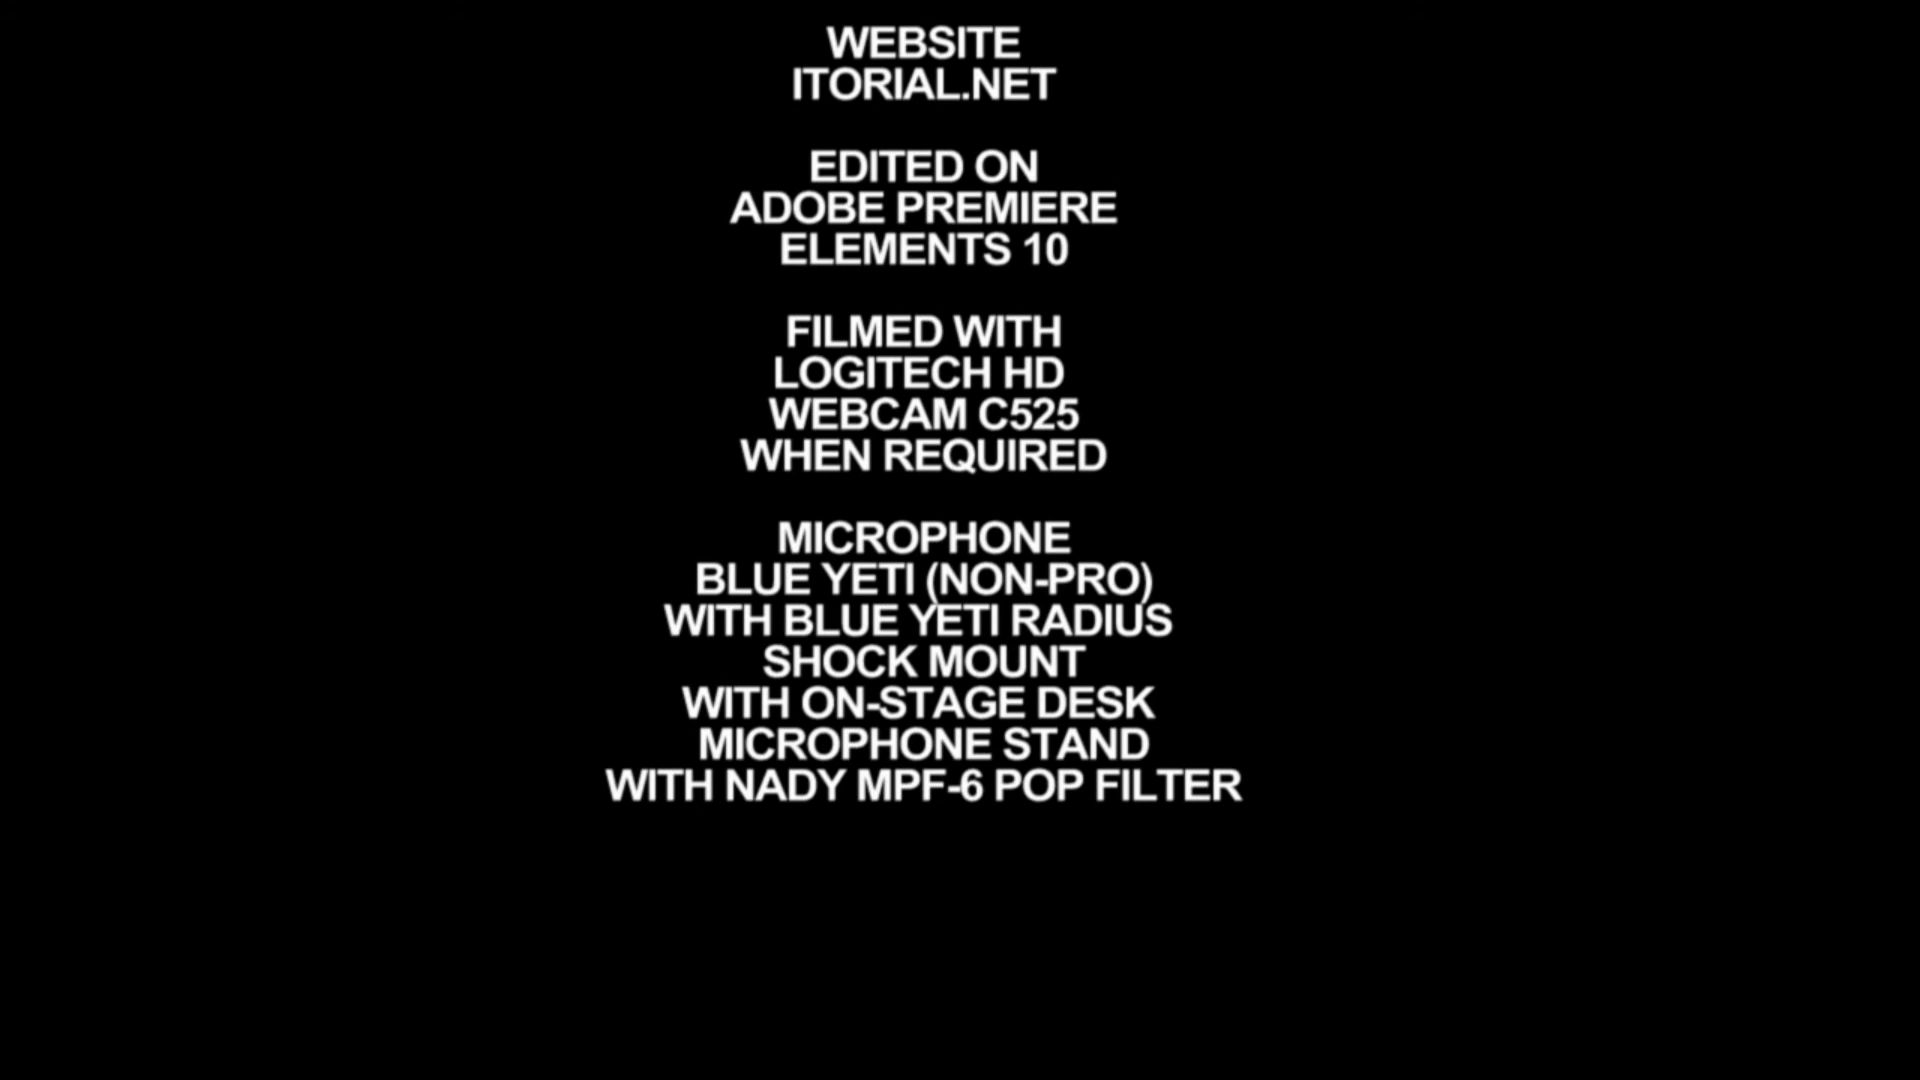 WEBSITE
ITORIAL.NET
EDITED ON
ADOBE PREMIERE
ELEMENTS 10
FILMED WITH
LOGITECH HD
WEBCAM C525
WHEN REQUIRED
MICROPHONE
BLUE YETI (NON-PRO)
WITH BLUE YETI RADIUS
SHOCK MOUNT
WITH ON-STAGE DESK
MICROPHONE STAND
WITH NADY MPF-6 POP FILTER